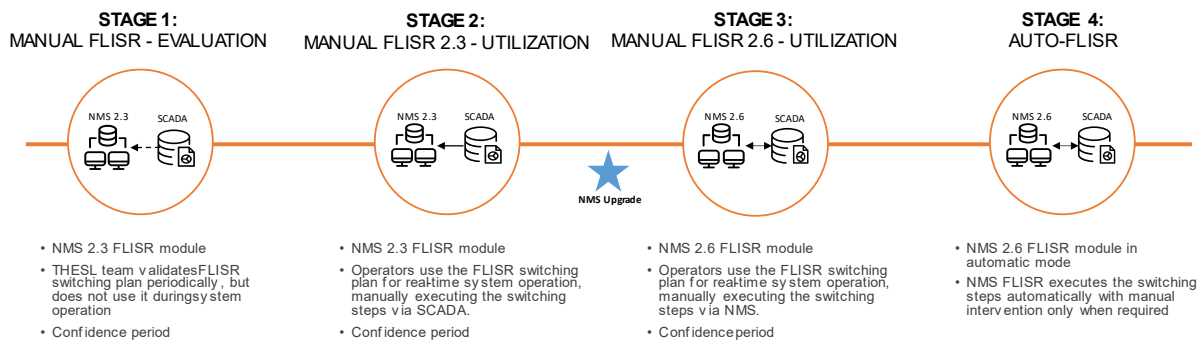 STAGE 1:
MANUAL FLISR - EVALUATION
NMS 2.3
SCADA
• NMS 2.3 FLISR module
• THESL team validatesFLISR
switching plan periodically, but
does not use it duringsystem
operation
• Confidence period
STAGE 2:
MANUAL FLISR 2.3 - UTILIZATION
NMS 2.3
SCADA
• NMS 2.3 FLISR module
• Operators use the FLISR switching
plan for real-time system operation,
manually executing the switching
steps via SCADA.
• Confidence period
NMS Upgrade
STAGE 3:
MANUAL FLISR 2.6 - UTILIZATION
NMS 2.6
SCADA
• NMS 2.6 FLISR module
• Operators use the FLISR switching
plan for real-time system operation,
manually executing the switching
steps via NMS.
• Confidence period
STAGE 4:
AUTO-FLISR
NMS 2.6
SCADA
• NMS 2.6 FLISR module in
automatic mode
• NMS FLISR executes the switching
steps automatically with manual
intervention only when required